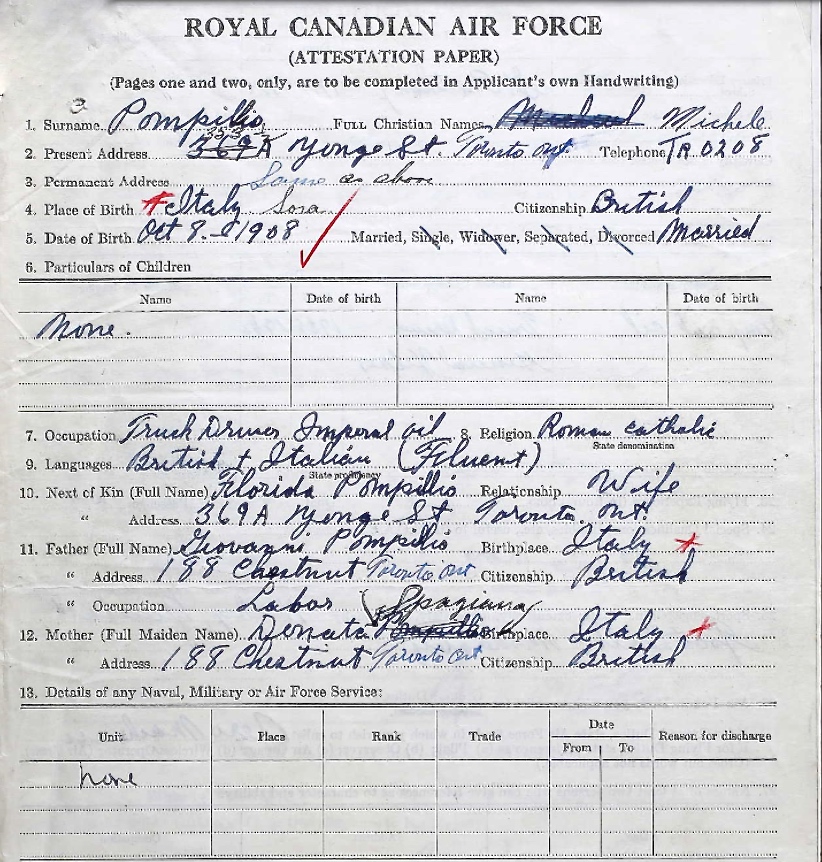 ROYAL CANADIAN AIR FORCE
(ATTESTATION PAPER)
(Pages one and two, only, are to be completed in Applicant's own Handwriting)
1. Surname Pompillio FULL Christian Names Michael Michele
2. Present Address 369A Yonge St. Toronto ont. Telephone TR 0208
3. Permanent Address Same as above
4. Place of Birth Italy Sora Citizenship British
5. Date of Birth Oct 8 - 1908 Married, Single, Widower, Separated, Divorced Married
6. Particulars of Children
Name Date of birth Name Date of birth
None.
7. Occupation Truck Driver Imperal oil 8. Religion Roman catholic
State denomination
9. Languages British + Italian (Fluent)
State proficiency
10. Next of Kin (Full Name) Florida Pompillio Relationship Wife
" Address 369A Yonge St Toronto. Ont.
11. Father (Full Name) Giovanni Pompilio Birthplace Italy
" Address 188 Chestnut Toronto Ont Citizenship British
" Occupation Labor Spaziana
12. Mother (Full Maiden Name) Donata Pompillio Birthplace Italy
" Address 188 Chestnut Toronto Ont Citizenship British
13. Details of any Naval, Military or Air Force Service:
Unit Place Rank Trade Date Reason for discharge
From To
None